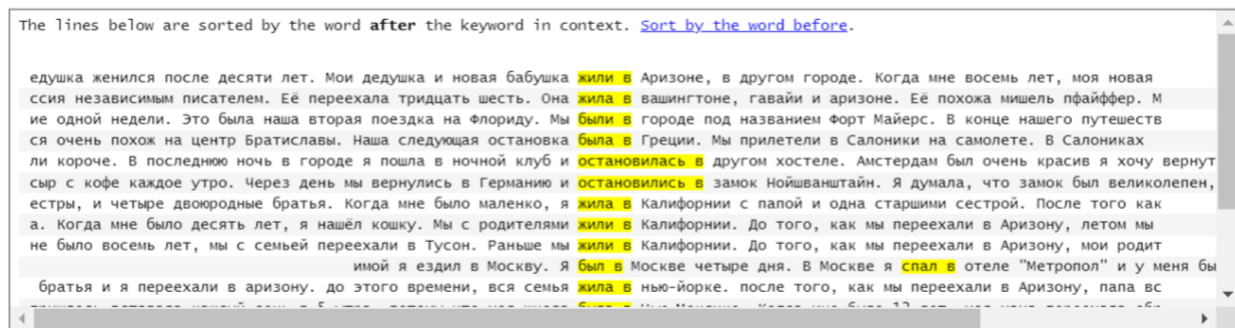 The lines below are sorted by the word after the keyword in context. Sort by the word before.
едушка женился после десяти лет. Мои дедушка и новая бабушка жили в Аризоне, в другом городе. Когда мне восемь лет, моя новая
ссия независимым писателем. Её переехала тридцать шесть. Она жила в вашингтоне, гавайи и аризоне. Её похожа мишель пфайффер. М
ие одной недели. Это была наша вторая поездка на Флориду. Мы были в городе под названием Форт Майерс. В конце нашего путешеств
ся очень похож на центр Братиславы. Наша следующая остановка была в Греции. Мы прилетели в Салоники на самолете. В Салониках
ли короче. В последнюю ночь в городе я пошла в ночной клуб и остановилась в другом хостеле. Амстердам был очень красив я хочу вернут
сыр с кофе каждое утро. Через день мы вернулись в Германию и остановились в замок Нойшванштайн. Я думала, что замок был великолепен,
естры, и четыре двоюродные братья. Когда мне было маленко, я жила в Калифорнии с папой и одна старшими сестрой. После того как
а. Когда мне было десять лет, я нашёл кошку. Мы с родителями жили в Калифорнии. До того, как мы переехали в Аризону, летом мы
не было восемь лет, мы с семьей переехали в Тусон. Раньше мы жили в Калифорнии. До того, как мы переехали в Аризону, мои родит
имой я ездил в Москву. Я был в Москве четыре дня. В Москве я спал в отеле "Метропол" и у меня бы
братья и я переехали в аризону. до этого времени, вся семья жила в нью-йорке. после того, как мы переехали в Аризону, папа вс